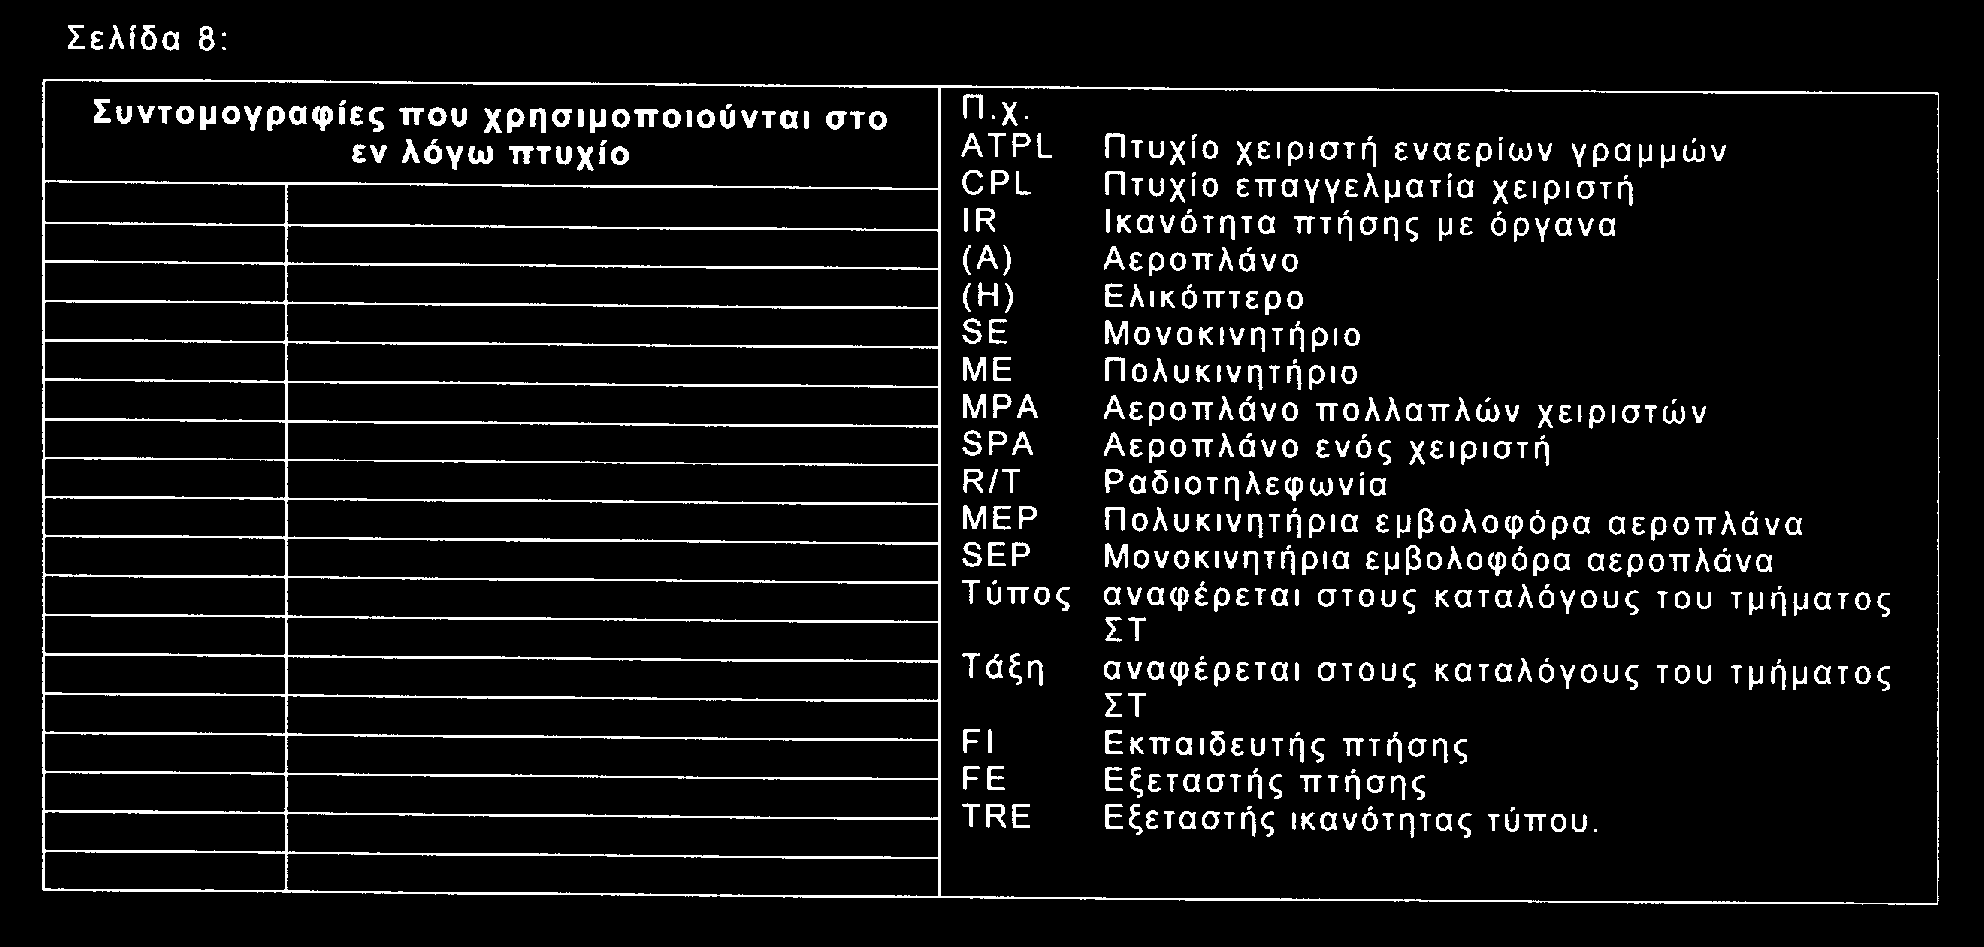 Σελίδα 8:
Συντομογραφίες που χρησιμοποιούνται στο
εν λόγω πτυχίο
Π.χ.
ATPL Πτυχίο χειριστή εναερίων γραμμών
CPL Πτυχίο επαγγελματία χειριστή
IR Ικανότητα πτήσης με όργανα
(A) Αεροπλάνο
(H) Ελικόπτερο
SE Μονοκινητήριο
ME Πολυκινητήριο
MPA Αεροπλάνο πολλαπλών χειριστών
SPA Αεροπλάνο ενός χειριστή
R/T Ραδιοτηλεφωνία
MEP Πολυκινητήρια εμβολοφόρα αεροπλάνα
SEP Μονοκινητήρια εμβολοφόρα αεροπλάνα
Τύπος αναφέρεται στους καταλόγους του τμήματος
ΣΤ
Τάξη αναφέρεται στους καταλόγους του τμήματος
ΣΤ
FI Εκπαιδευτής πτήσης
FE Εξεταστής πτήσης
TRE Εξεταστής ικανότητας τύπου.